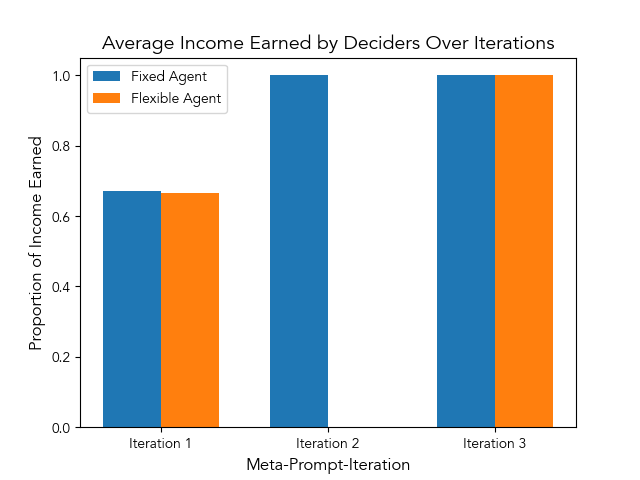 Average Income Earned by Deciders Over Iterations
Fixed Agent
Flexible Agent
Proportion of Income Earned
1.0
0.8
0.6
0.4
0.2
0.0
Iteration 1
Iteration 2
Iteration 3
Meta-Prompt-Iteration